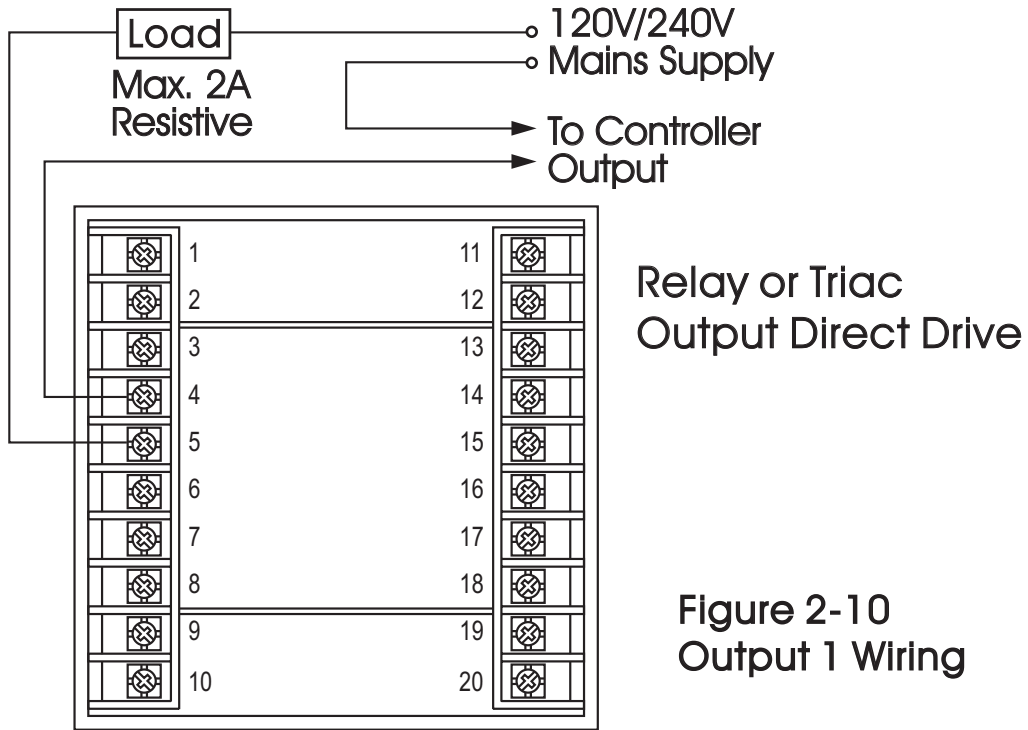 Load
120V/240V
Mains Supply
Max. 2A
Resistive
To Controller
Output
1
2
3
4
5
6
7
8
9
10
11
12
13
14
15
16
17
18
19
20
Relay or Triac
Output Direct Drive
Figure 2-10
Output 1 Wiring